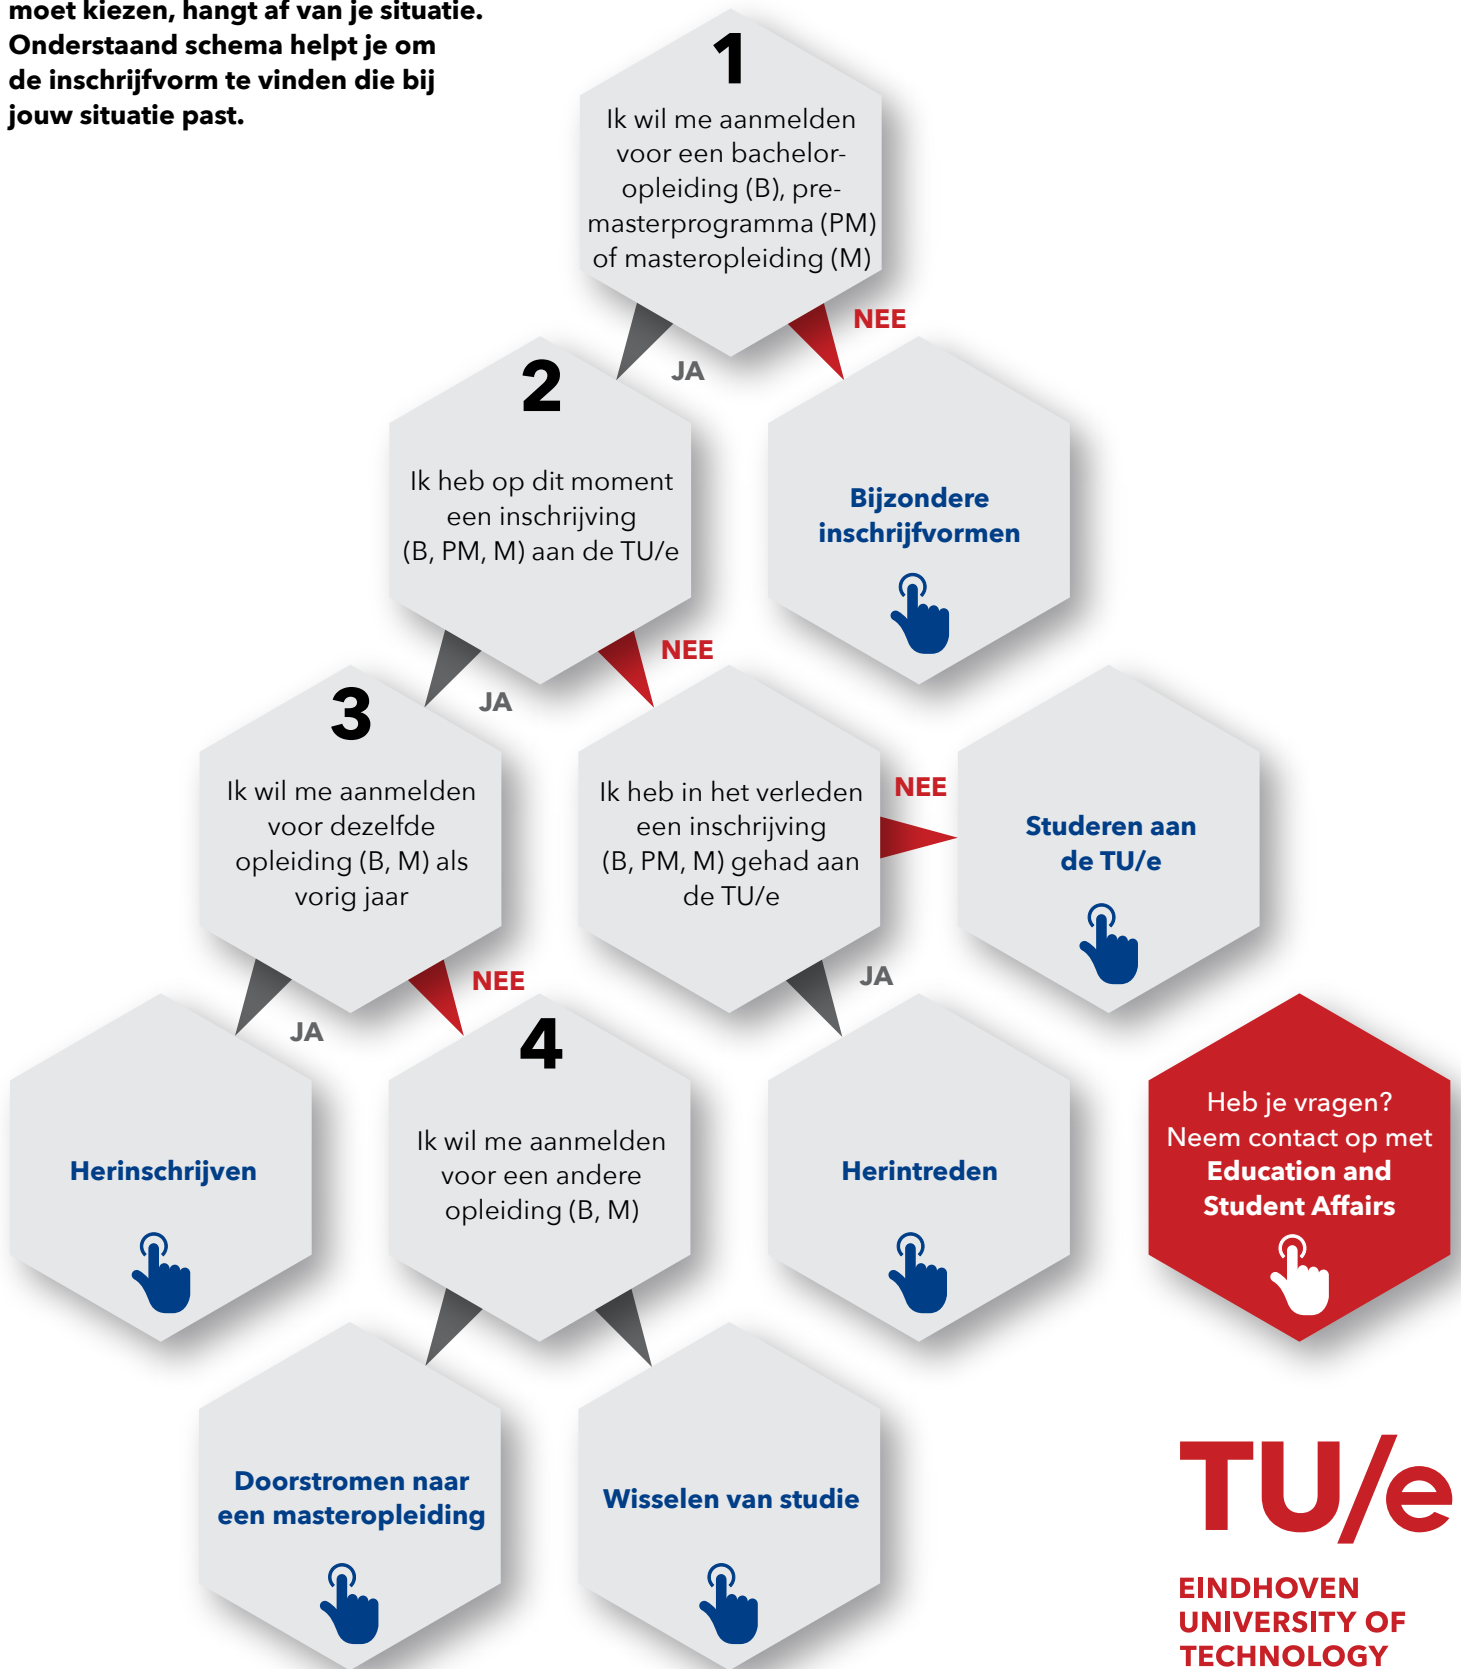 moet kiezen, hangt af van je situatie.
Onderstaand schema helpt je om
de inschrijfvorm te vinden die bij
jouw situatie past.
1
Ik wil me aanmelden
voor een bachelor-
opleiding (B), pre-
masterprogramma (PM)
of masteropleiding (M)
NEE
JA
2
Ik heb op dit moment
een inschrijving
(B, PM, M) aan de TU/e
Bijzondere
inschrijfvormen
NEE
JA
3
Ik wil me aanmelden
voor dezelfde
opleiding (B, M) als
vorig jaar
Ik heb in het verleden
een inschrijving
(B, PM, M) gehad aan
de TU/e
NEE
Studeren aan
de TU/e
NEE
JA
JA
Herinschrijven
4
Ik wil me aanmelden
voor een andere
opleiding (B, M)
Herintreden
Heb je vragen?
Neem contact op met
Education and
Student Affairs
Doorstromen naar
een masteropleiding
Wisselen van studie
TU/e
EINDHOVEN
UNIVERSITY OF
TECHNOLOGY